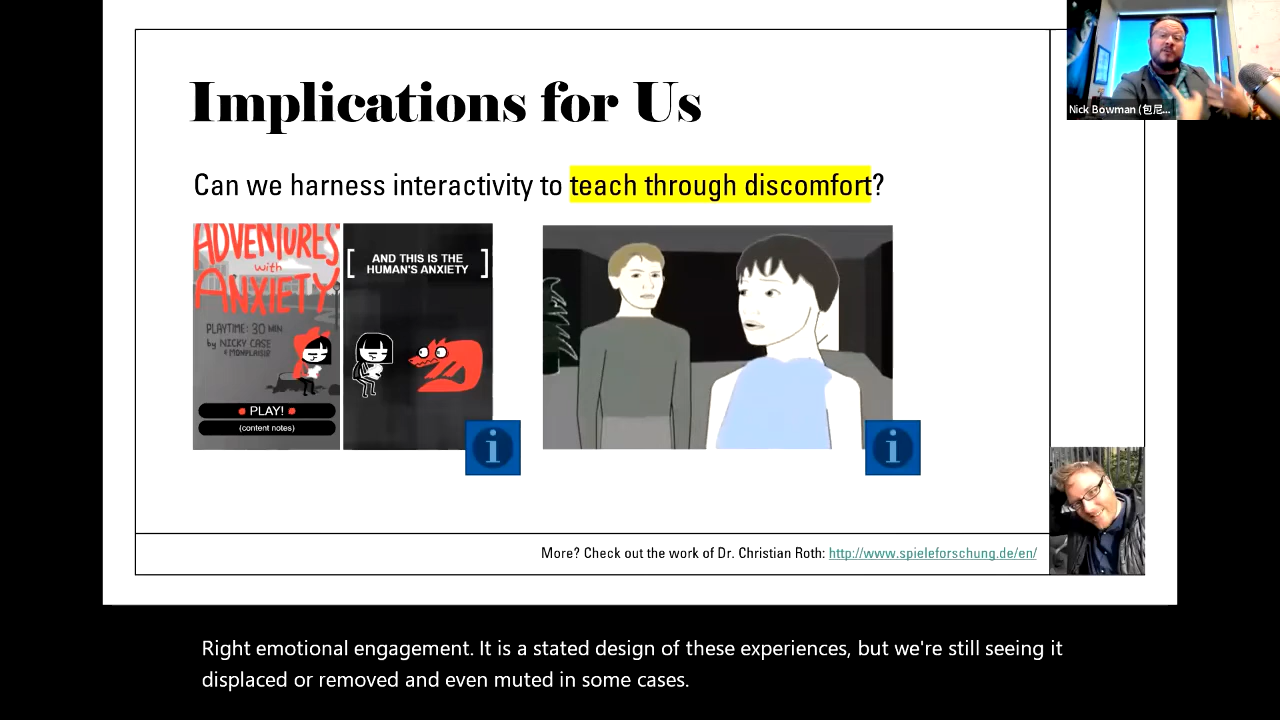 Implications for Us
Nick Bowman (包尼...
Can we harness interactivity to teach through discomfort?
ADVENTURES
with
ANXIETY
PLAYTIME: 30 MIN
by NICKY CASE
& MONPLAISIR
PLAY!
(content notes)
AND THIS IS THE
HUMAN'S ANXIETY
i
i
More? Check out the work of Dr. Christian Roth: http://www.spieleforschung.de/en/
Right emotional engagement. It is a stated design of these experiences, but we're still seeing it
displaced or removed and even muted in some cases.